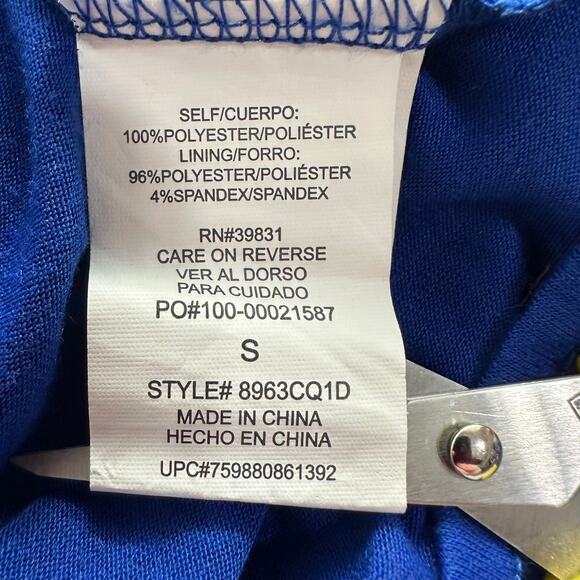 SELF/CUERPO:
100%POLYESTER/POLIÉSTER
LINING/FORRO:
96%POLYESTER/POLIÉSTER
4%SPANDEX/SPANDEX
RN#39831
CARE ON REVERSE
VER AL DORSO
PARA CUIDADO
PO#100-00021587
S
STYLE# 8963CQ1D
MADE IN CHINA
HECHO EN CHINA
UPC#759880861392